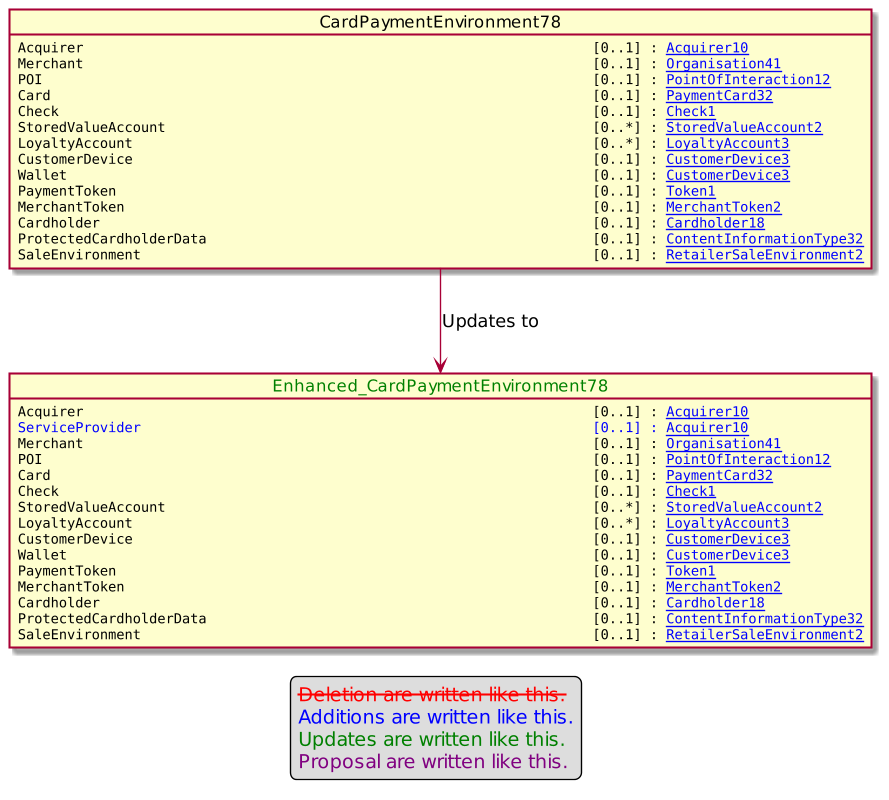 CardPaymentEnvironment78
Acquirer [0..1] : Acquirer10
Merchant [0..1] : Organisation41
POI [0..1] : PointOfInteraction12
Card [0..1] : PaymentCard32
Check [0..1] : Check1
StoredValueAccount [0..*] : StoredValueAccount2
LoyaltyAccount [0..*] : LoyaltyAccount3
CustomerDevice [0..1] : CustomerDevice3
Wallet [0..1] : CustomerDevice3
PaymentToken [0..1] : Token1
MerchantToken [0..1] : MerchantToken2
Cardholder [0..1] : Cardholder18
ProtectedCardholderData [0..1] : ContentInformationType32
SaleEnvironment [0..1] : RetailerSaleEnvironment2
Updates to
Enhanced_CardPaymentEnvironment78
Acquirer [0..1] : Acquirer10
ServiceProvider [0..1] : Acquirer10
Merchant [0..1] : Organisation41
POI [0..1] : PointOfInteraction12
Card [0..1] : PaymentCard32
Check [0..1] : Check1
StoredValueAccount [0..*] : StoredValueAccount2
LoyaltyAccount [0..*] : LoyaltyAccount3
CustomerDevice [0..1] : CustomerDevice3
Wallet [0..1] : CustomerDevice3
PaymentToken [0..1] : Token1
MerchantToken [0..1] : MerchantToken2
Cardholder [0..1] : Cardholder18
ProtectedCardholderData [0..1] : ContentInformationType32
SaleEnvironment [0..1] : RetailerSaleEnvironment2
Deletion are written like this.
Additions are written like this.
Updates are written like this.
Proposal are written like this.